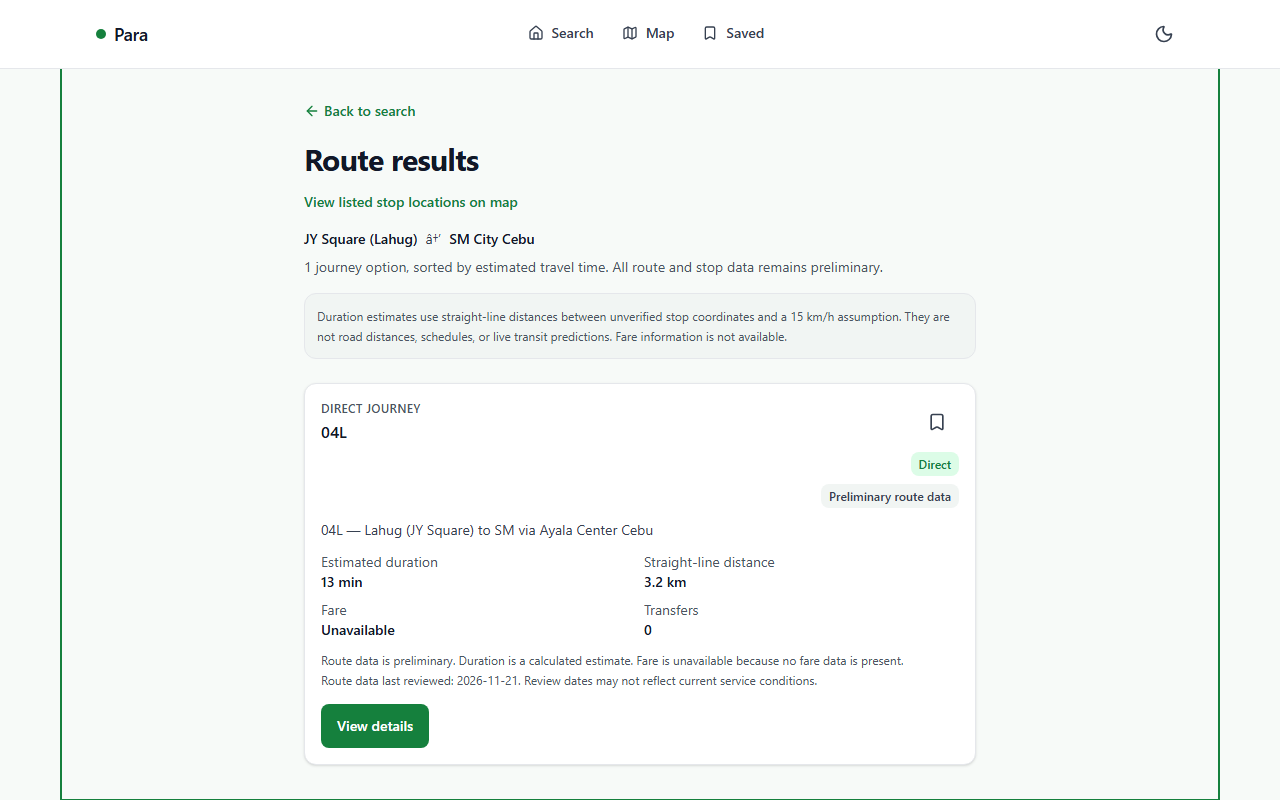 Para
Search
Map
Saved
Back to search
Route results
View listed stop locations on map
JY Square (Lahug) â†’ SM City Cebu
1 journey option, sorted by estimated travel time. All route and stop data remains preliminary.
Duration estimates use straight-line distances between unverified stop coordinates and a 15 km/h assumption. They are
not road distances, schedules, or live transit predictions. Fare information is not available.
DIRECT JOURNEY
04L
Direct
Preliminary route data
04L — Lahug (JY Square) to SM via Ayala Center Cebu
Estimated duration
13 min
Straight-line distance
3.2 km
Fare
Unavailable
Transfers
0
Route data is preliminary. Duration is a calculated estimate. Fare is unavailable because no fare data is present.
Route data last reviewed: 2026-11-21. Review dates may not reflect current service conditions.
View details